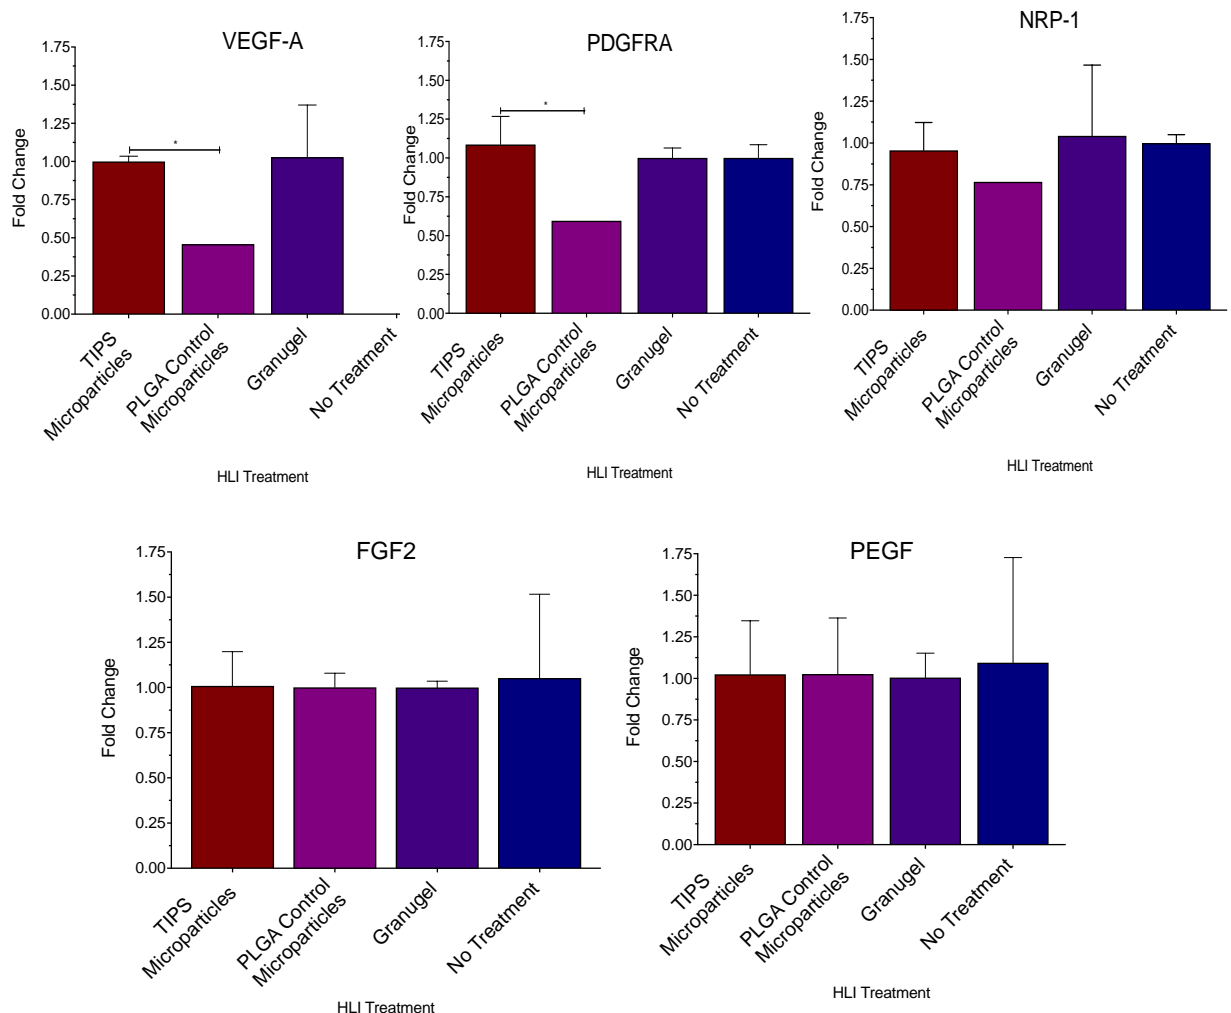 VEGF-A
1.75
1.50
1.25
1.00
0.75
0.50
0.25
0.00
Fold Change
*
TIPS
Microparticles
PLGA Control
Microparticles
Granugel
No Treatment
HLI Treatment
PDGFRA
1.75
1.50
1.25
1.00
0.75
0.50
0.25
0.00
Fold Change
*
TIPS
Microparticles
PLGA Control
Microparticles
Granugel
No Treatment
HLI Treatment
NRP-1
1.75
1.50
1.25
1.00
0.75
0.50
0.25
0.00
Fold Change
TIPS
Microparticles
PLGA Control
Microparticles
Granugel
No Treatment
HLI Treatment
FGF2
1.75
1.50
1.25
1.00
0.75
0.50
0.25
0.00
Fold Change
TIPS
Microparticles
PLGA Control
Microparticles
Granugel
No Treatment
HLI Treatment
PEGF
1.75
1.50
1.25
1.00
0.75
0.50
0.25
0.00
Fold Change
TIPS
Microparticles
PLGA Control
Microparticles
Granugel
No Treatment
HLI Treatment